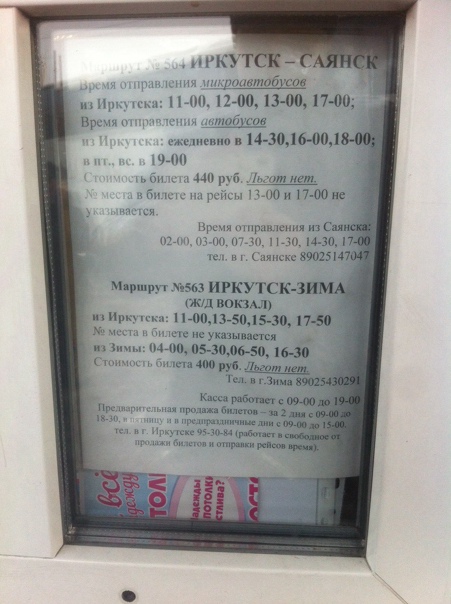 Маршрут № 564 ИРКУТСК – САЯНСК
Время отправления микроавтобусов
из Иркутска: 11-00, 12-00, 13-00, 17-00;
Время отправления автобусов
из Иркутска: ежедневно в 14-30,16-00,18-00;
в пт., вс. в 19-00
Стоимость билета 440 руб. Льгот нет.
№ места в билете на рейсы 13-00 и 17-00 не
указывается.
Время отправления из Саянска:
02-00, 03-00, 07-30, 11-30, 14-30, 17-00
тел. в г. Саянске 89025147047
Маршрут №563 ИРКУТСК-ЗИМА
(Ж/Д ВОКЗАЛ)
из Иркутска: 11-00,13-50,15-30, 17-50
№ места в билете не указывается
из Зимы: 04-00, 05-30,06-50, 16-30
Стоимость билета 400 руб. Льгот нет.
Тел. в г.Зима 89025430291
Касса работает с 09-00 до 19-00
Предварительная продажа билетов – за 2 дня с 09-00 до
18-30, в пятницу и в предпраздничные дни с 09-00 до 15-00.
тел. в г. Иркутске 95-30-84 (работает в свободное от
продажи билетов и отправки рейсов время).
всё
потолки